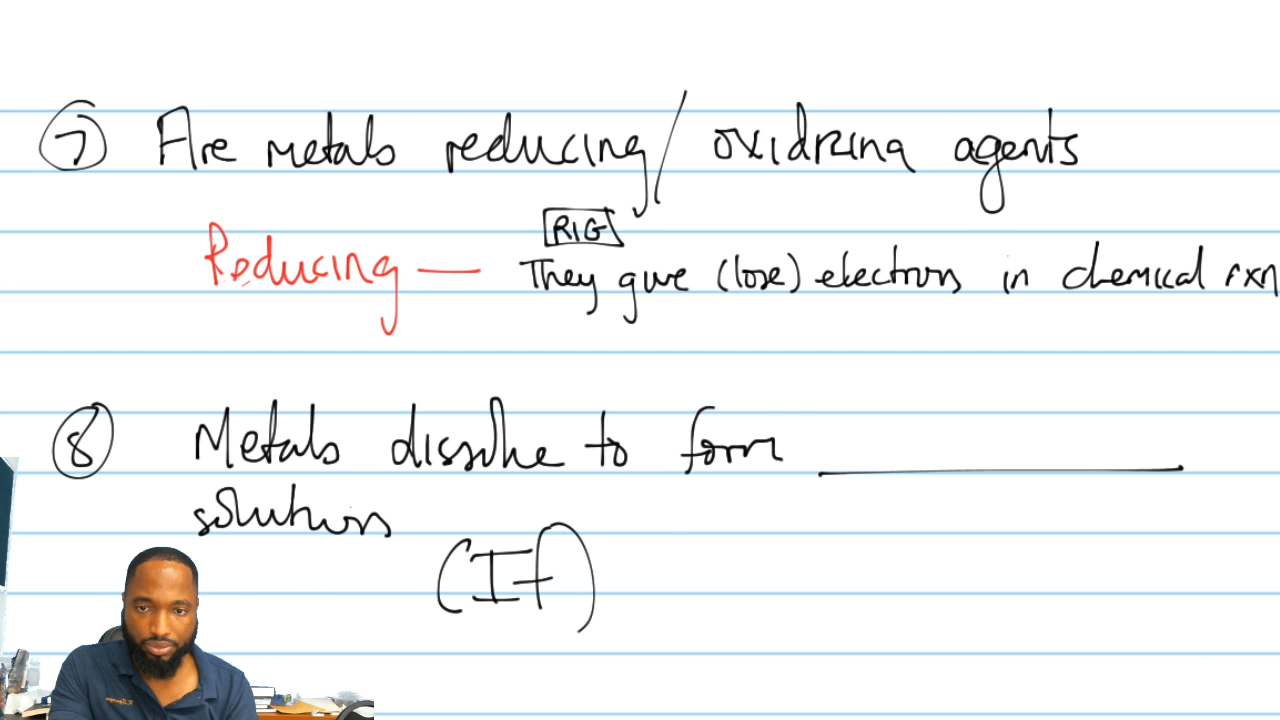 7 Are metals reducing/ oxidizing agents
RIG
Reducing — They give (lose) electrons in chemical rxn
8 Metals dissolve to form ____________
solutions
(If)